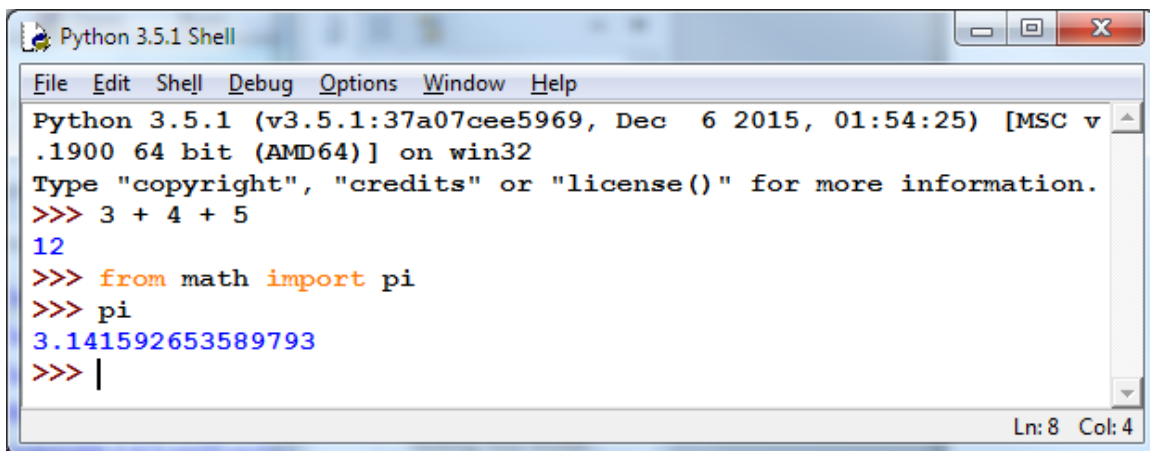 Python 3.5.1 Shell
File Edit Shell Debug Options Window Help
Python 3.5.1 (v3.5.1:37a07cee5969, Dec  6 2015, 01:54:25) [MSC v
.1900 64 bit (AMD64)] on win32
Type "copyright", "credits" or "license()" for more information.
>>> 3 + 4 + 5
12
>>> from math import pi
>>> pi
3.141592653589793
>>>
Ln: 8 Col: 4